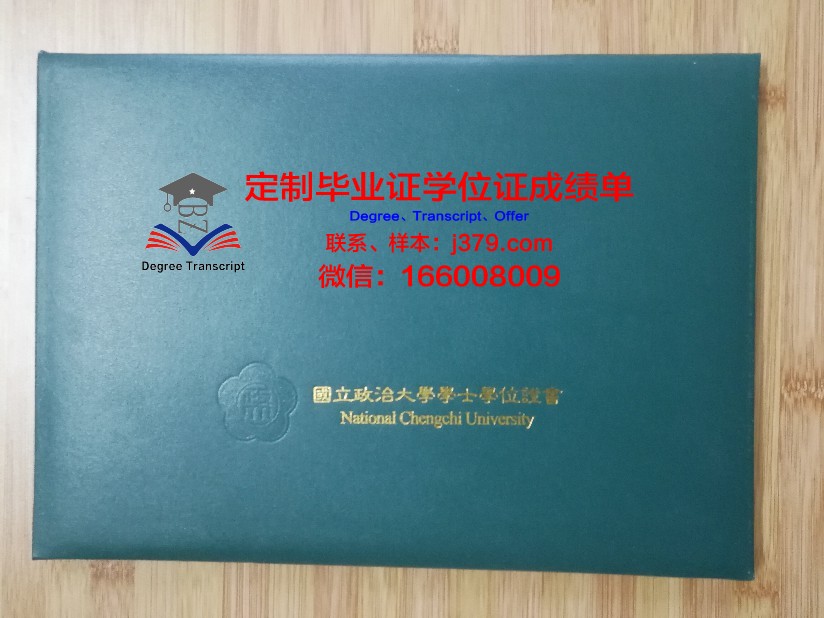 定制毕业证学位证成绩单
Degree、Transcript、Offer
联系、样本：j379.com
微信：166008009
BZ
Degree Transcript
國立政治大學學士學位證書
National Chengchi University